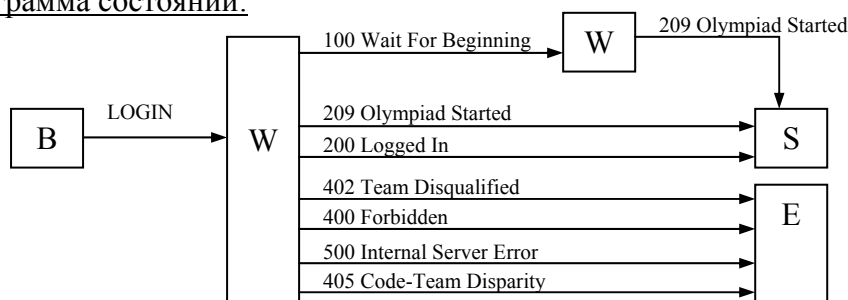 грамма состояний:
100 Wait For Beginning
W
209 Olympiad Started
B
LOGIN
W
209 Olympiad Started
200 Logged In
S
402 Team Disqualified
400 Forbidden
500 Internal Server Error
405 Code-Team Disparity
E